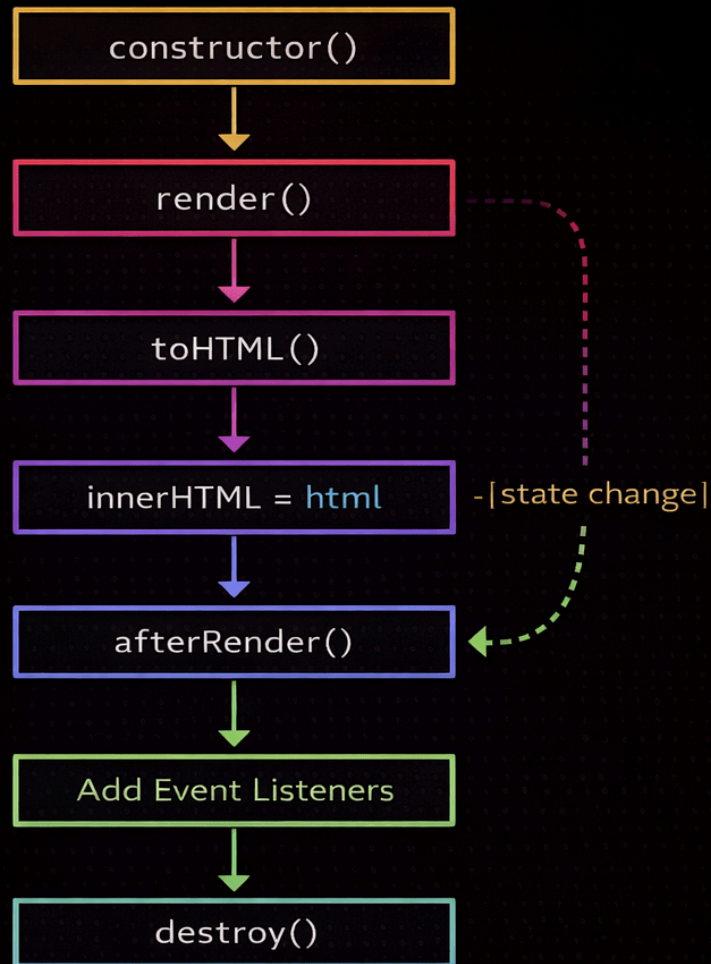 constructor()
render()
toHTML()
innerHTML = html
-[state change]
afterRender()
Add Event Listeners
destroy()